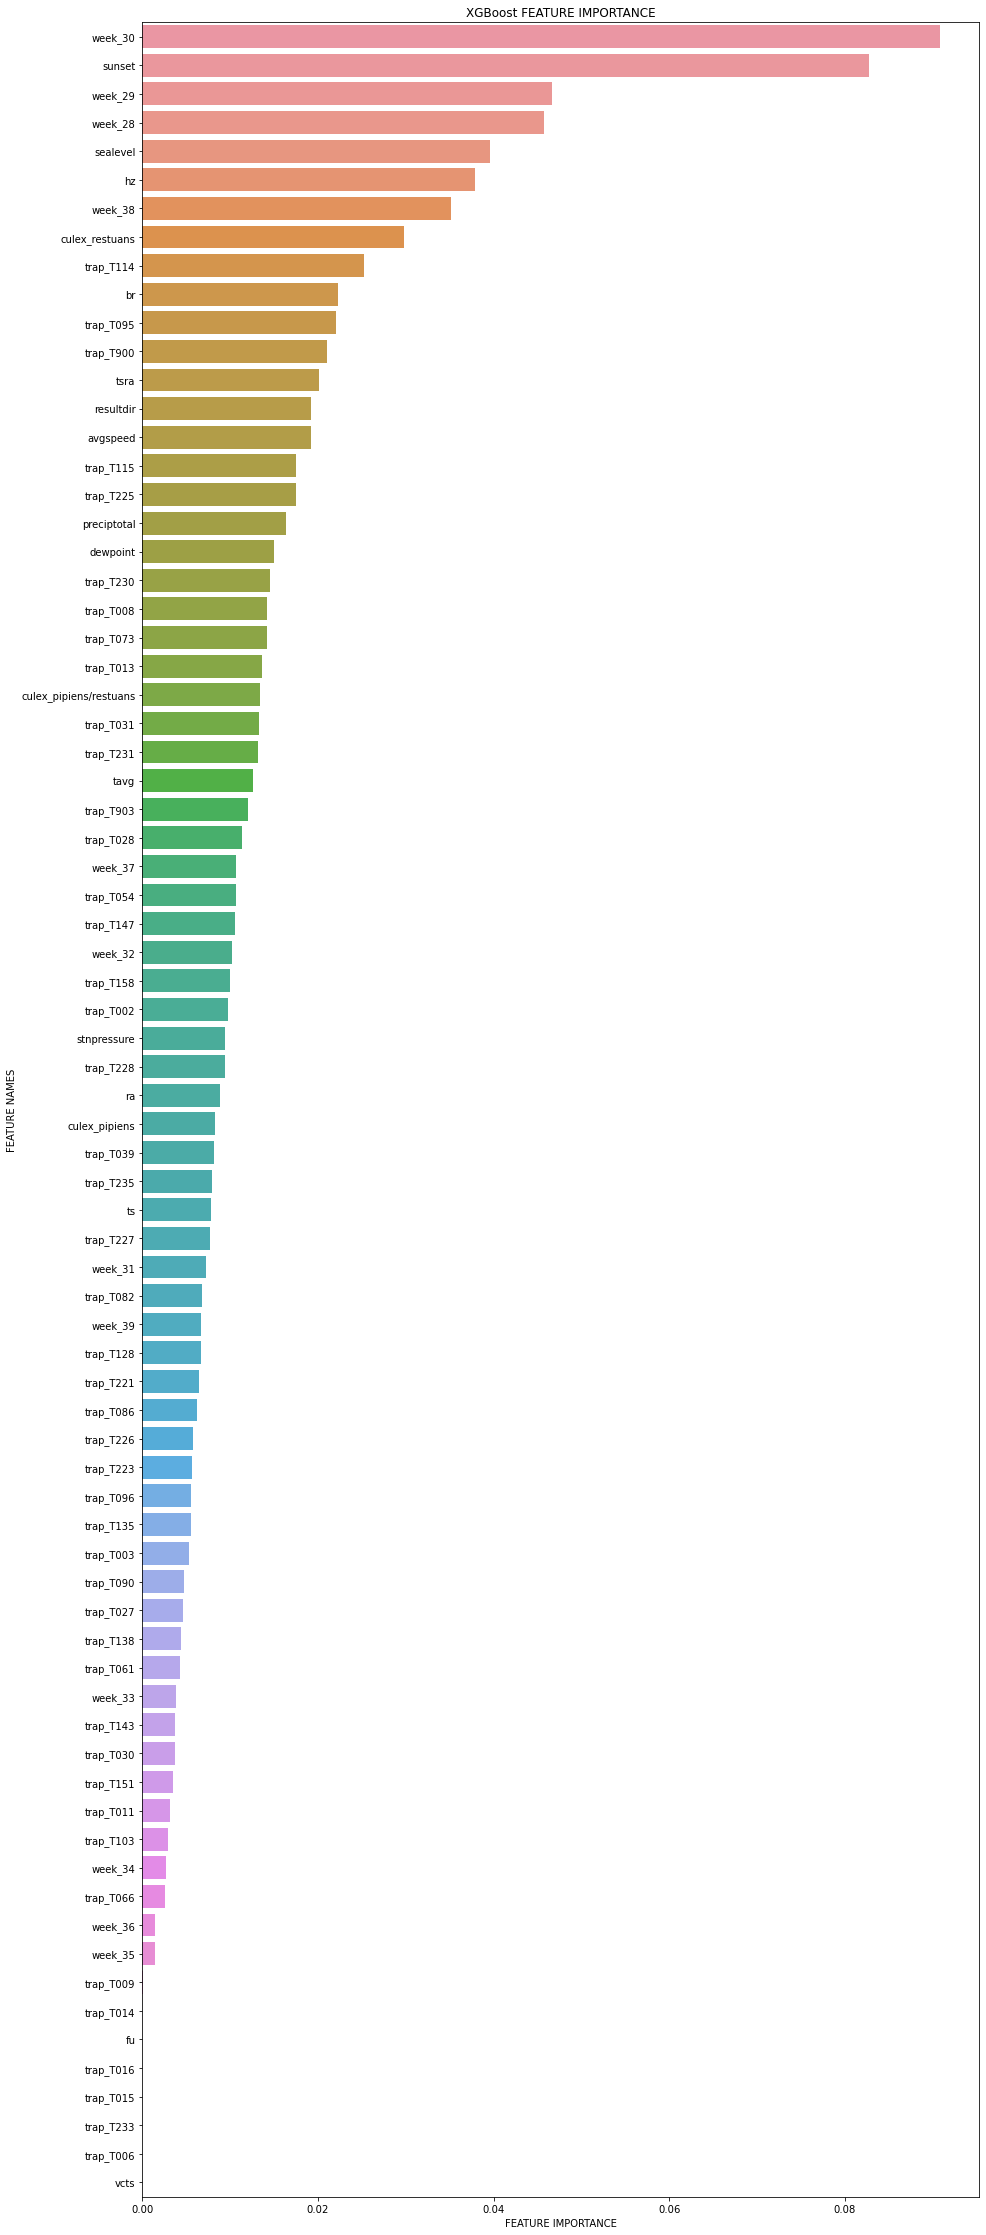 XGBoost FEATURE IMPORTANCE
week_30
sunset
week_29
week_28
sealevel
hz
week_38
culex_restuans
trap_T114
br
trap_T095
trap_T900
tsra
resultdir
avgspeed
trap_T115
trap_T225
preciptotal
dewpoint
trap_T230
trap_T008
trap_T073
trap_T013
culex_pipiens/restuans
trap_T031
trap_T231
tavg
trap_T903
trap_T028
week_37
trap_T054
trap_T147
week_32
trap_T158
trap_T002
stnpressure
trap_T228
ra
culex_pipiens
trap_T039
trap_T235
ts
trap_T227
week_31
trap_T082
week_39
trap_T128
trap_T221
trap_T086
trap_T226
trap_T223
trap_T096
trap_T135
trap_T003
trap_T090
trap_T027
trap_T138
trap_T061
week_33
trap_T143
trap_T030
trap_T151
trap_T011
trap_T103
week_34
trap_T066
week_36
week_35
trap_T009
trap_T014
fu
trap_T016
trap_T015
trap_T233
trap_T006
vcts
FEATURE NAMES
0.00 0.02 0.04 0.06 0.08
FEATURE IMPORTANCE